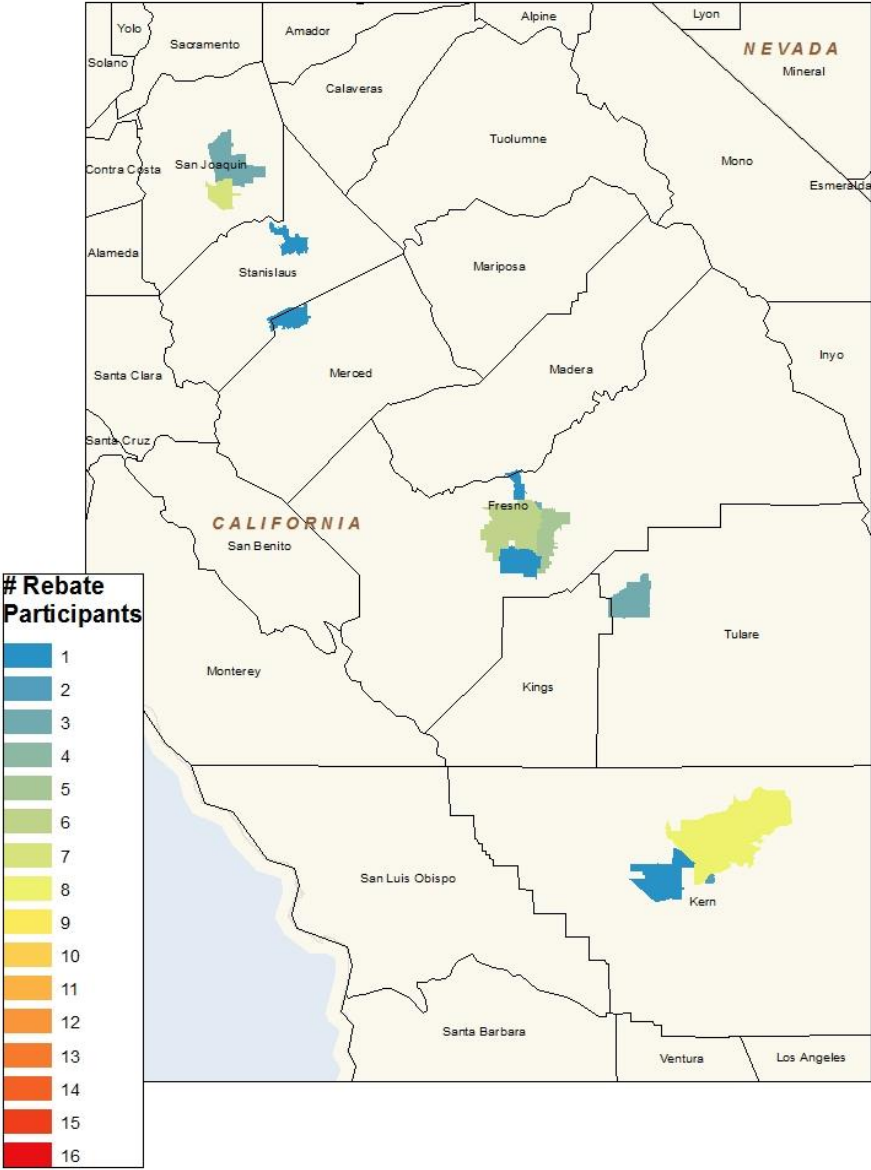 Yolo
Solano
Sacramento
Amador
Alpine
Lyon
NEVADA
Mineral
Calaveras
Tuolumne
Mono
Contra Costa
San Joaquin
Esmeralda
Alameda
Stanislaus
Mariposa
Santa Clara
Merced
Madera
Inyo
Santa Cruz
Fresno
CALIFORNIA
San Benito
Tulare
Monterey
Kings
San Luis Obispo
Kern
Santa Barbara
Ventura
Los Angeles
# Rebate
Participants
1
2
3
4
5
6
7
8
9
10
11
12
13
14
15
16